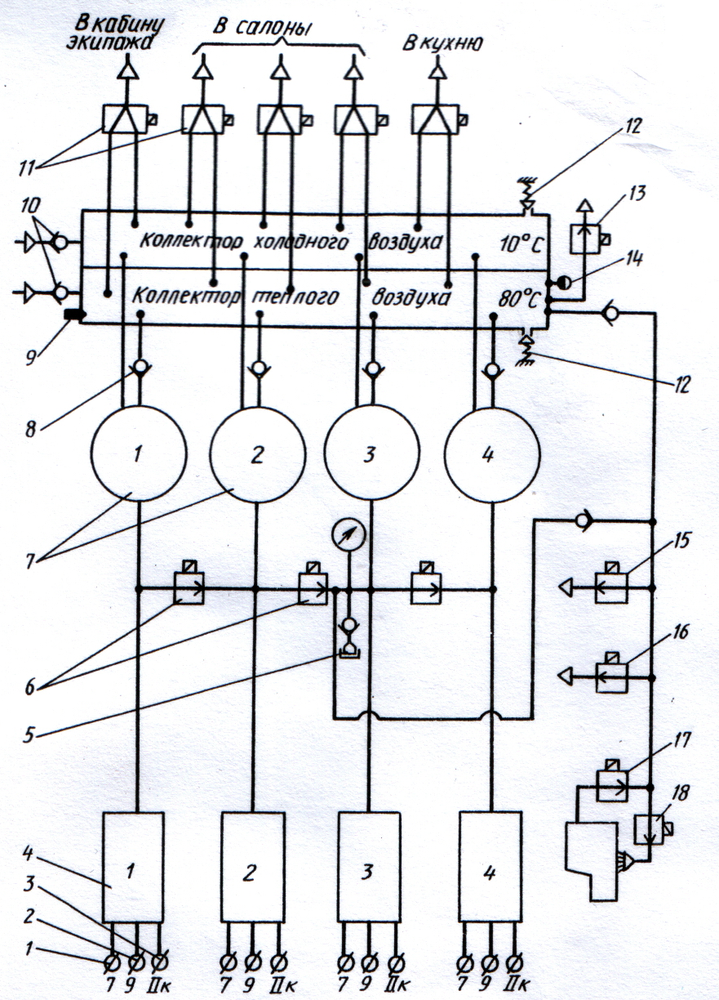 В кабину экипажа
В салоны
В кухню
11
12
10
13
Коллектор холодного воздуха 10°С
14
Коллектор теплого воздуха 80°С
9
12
8
1 2 3 4
7
15
6
16
5
17
18
4
1 2 3 4
3
2
1
7 9 IIк 7 9 IIк 7 9 IIк 7 9 IIк